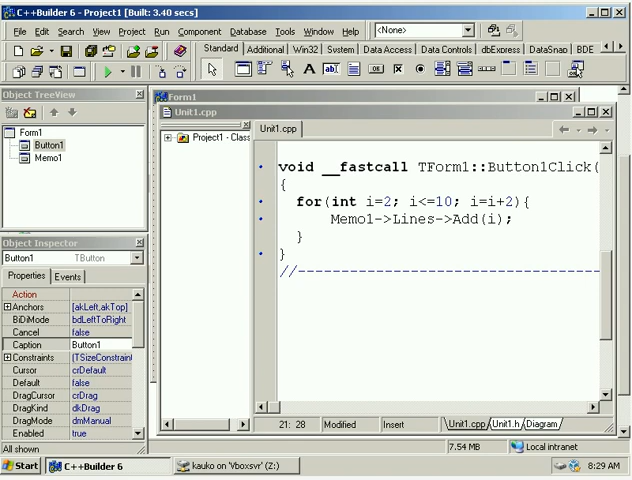 C++Builder 6 - Project1 [Built: 3.40 secs]
File Edit Search View Project Run Component Database Tools Window Help <None>
Standard Additional Win32 System Data Access Data Controls dbExpress DataSnap BDE
Object TreeView
Form1
Button1
Memo1
Object Inspector
Button1 TButton
Properties Events
Action
Anchors [akLeft,akTop]
BiDiMode bdLeftToRight
Cancel false
Caption Button1
Constraints (TSizeConstraint
Cursor crDefault
Default false
DragCursor crDrag
DragKind dkDrag
DragMode dmManual
Enabled true
All shown
Form1
Unit1.cpp
Project1 - Class
Unit1.cpp
void __fastcall TForm1::Button1Click(
{
for(int i=2; i<=10; i=i+2){
Memo1->Lines->Add(i);
}
}
//-----------------------------------
21: 28 Modified Insert Unit1.cpp Unit1.h Diagram
7.54 MB Local intranet
Start C++Builder 6 kauko on 'Vboxsvr' (Z:) 8:29 AM